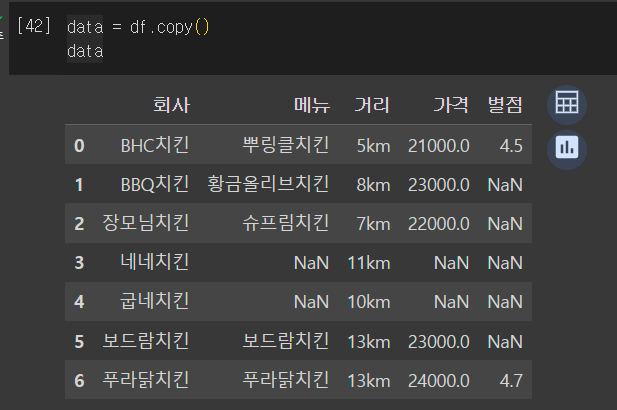 [42] data = df.copy()
data
회사 메뉴 거리 가격 별점
0 BHC치킨 뿌링클치킨 5km 21000.0 4.5
1 BBQ치킨 황금올리브치킨 8km 23000.0 NaN
2 장모님치킨 슈프림치킨 7km 22000.0 NaN
3 네네치킨 NaN 11km NaN NaN
4 굽네치킨 NaN 10km NaN NaN
5 보드람치킨 보드람치킨 13km 23000.0 NaN
6 푸라닭치킨 푸라닭치킨 13km 24000.0 4.7